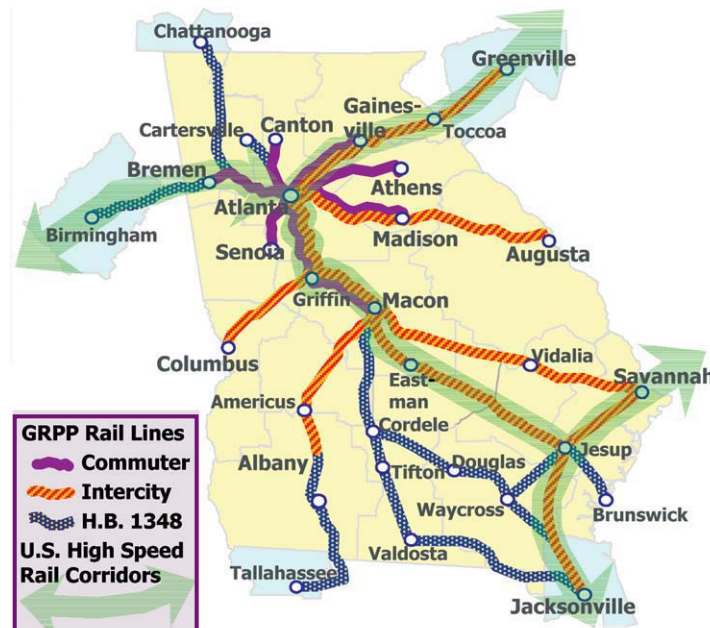 Chattanooga
Greenville
Gaines-
ville
Cartersville
Canton
Toccoa
Bremen
Athens
Atlanta
Birmingham
Madison
Senoia
Augusta
Griffin
Macon
Columbus
Vidalia
East-
man
Savannah
Americus
Cordele
Albany
Douglas
Jesup
Tifton
Waycross
Brunswick
Valdosta
Tallahassee
Jacksonville
GRPP Rail Lines
Commuter
Intercity
H.B. 1348
U.S. High Speed
Rail Corridors